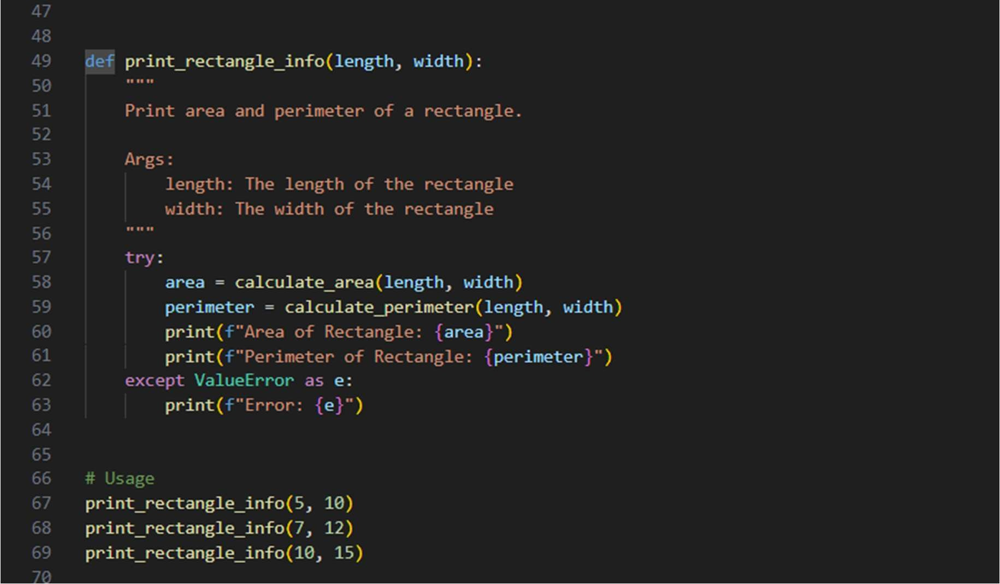 47
48
49 def print_rectangle_info(length, width):
50     """
51     Print area and perimeter of a rectangle.
52
53     Args:
54         length: The length of the rectangle
55         width: The width of the rectangle
56     """
57     try:
58         area = calculate_area(length, width)
59         perimeter = calculate_perimeter(length, width)
60         print(f"Area of Rectangle: {area}")
61         print(f"Perimeter of Rectangle: {perimeter}")
62     except ValueError as e:
63         print(f"Error: {e}")
64
65
66 # Usage
67 print_rectangle_info(5, 10)
68 print_rectangle_info(7, 12)
69 print_rectangle_info(10, 15)
70